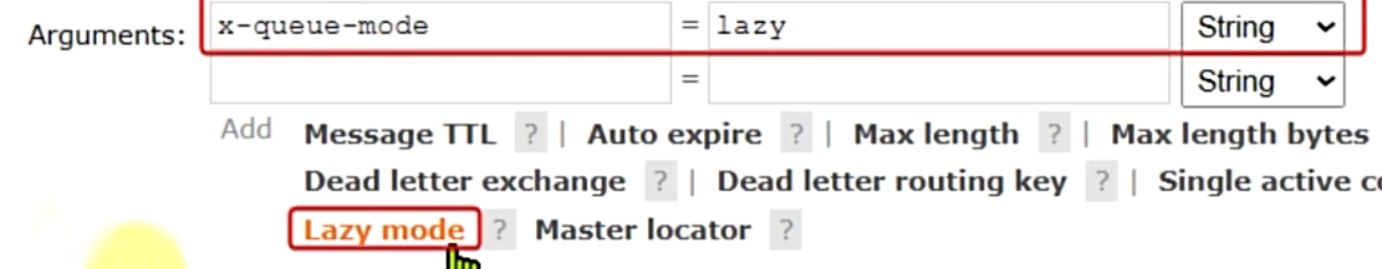 Arguments: x-queue-mode = lazy String
= String
Add Message TTL ? | Auto expire ? | Max length ? | Max length bytes
Dead letter exchange ? | Dead letter routing key ? | Single active
Lazy mode ? Master locator ?